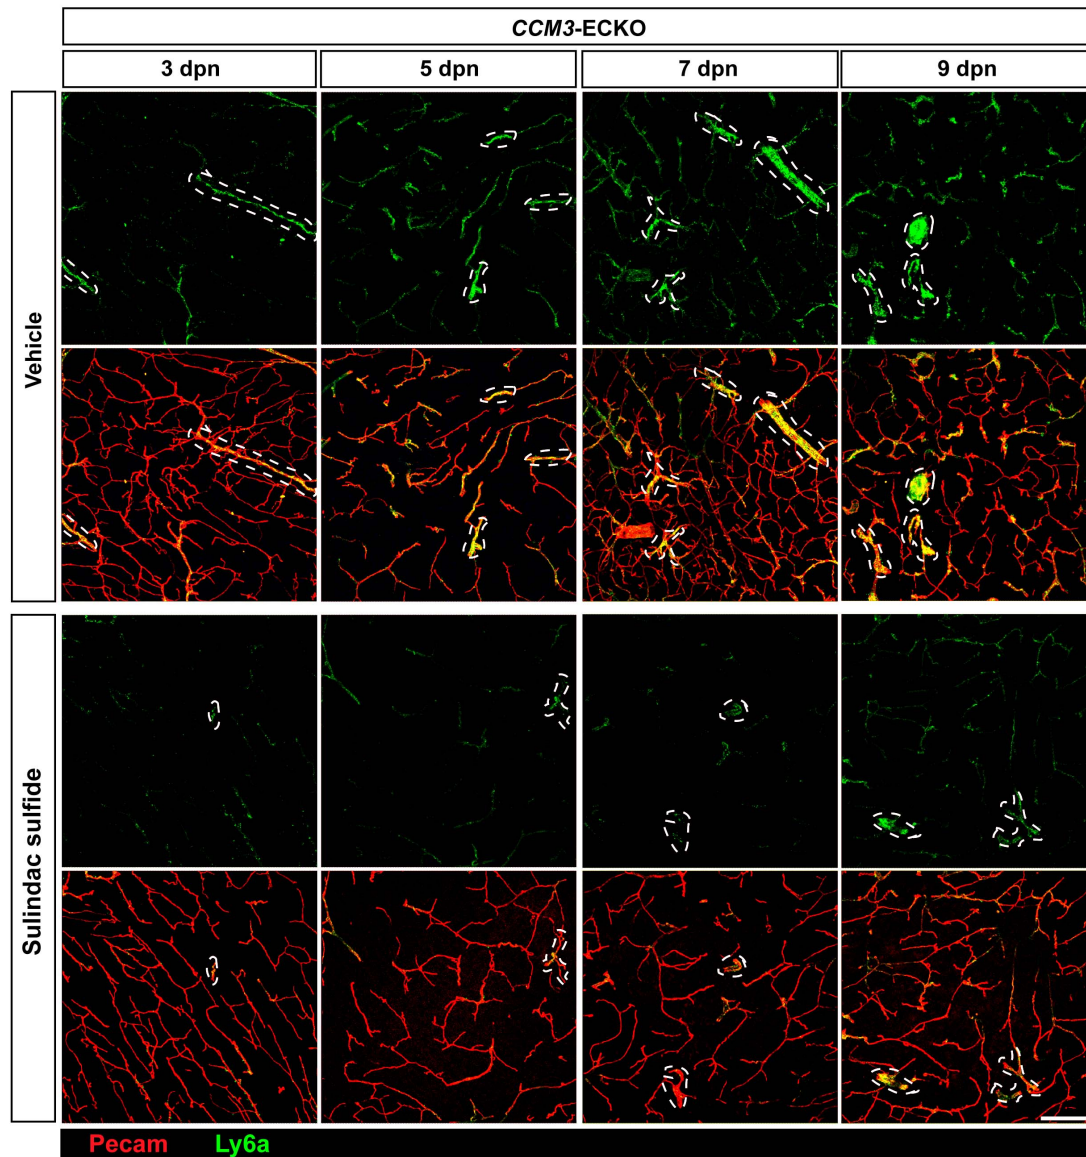 CCM3-ECKO
3 dpn
5 dpn
7 dpn
9 dpn
Vehicle
Sulindac sulfide
Pecam Ly6a